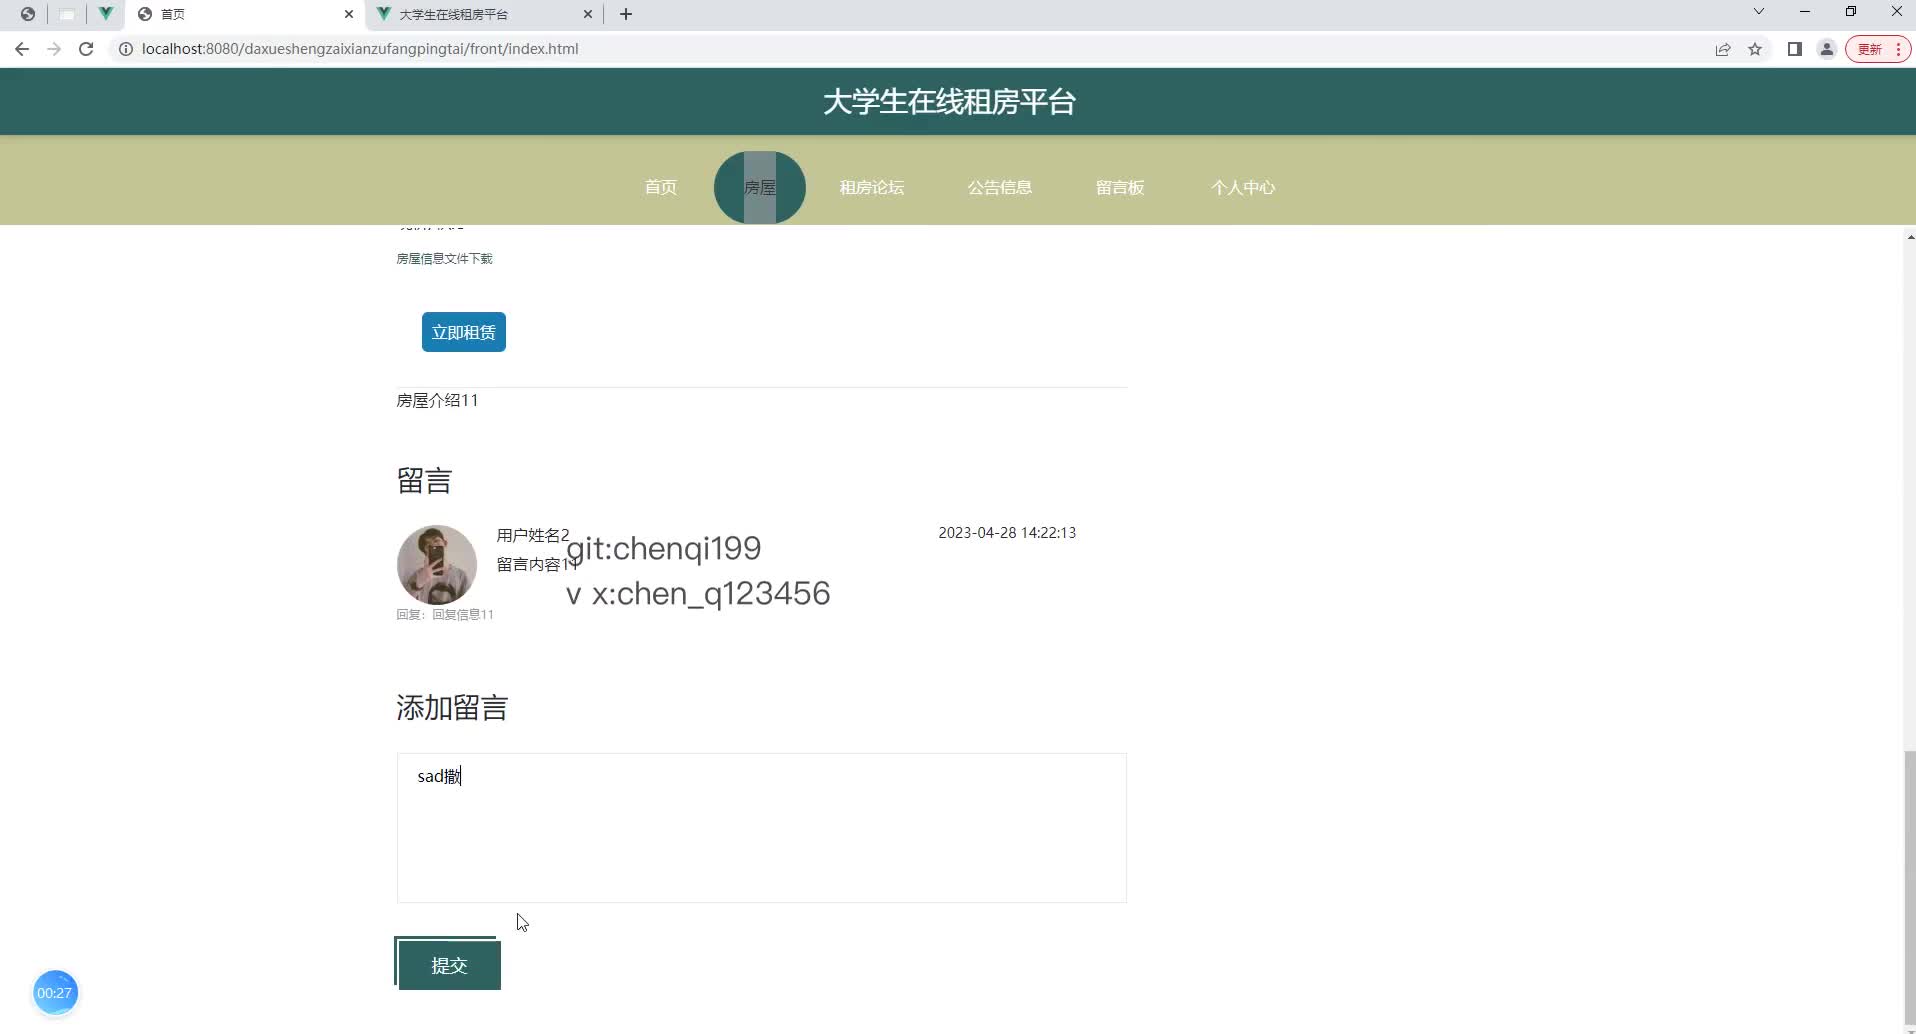 首页
大学生在线租房平台
localhost:8080/daxueshengzaixianzufangpingtai/front/index.html
更新
大学生在线租房平台
首页
房屋
租房论坛
公告信息
留言板
个人中心
房屋信息文件下载
立即租赁
房屋介绍11
留言
用户姓名2
2023-04-28 14:22:13
留言内容11
git:chenqi199
v x:chen_q123456
回复：回复信息11
添加留言
sad撒
提交
00:27